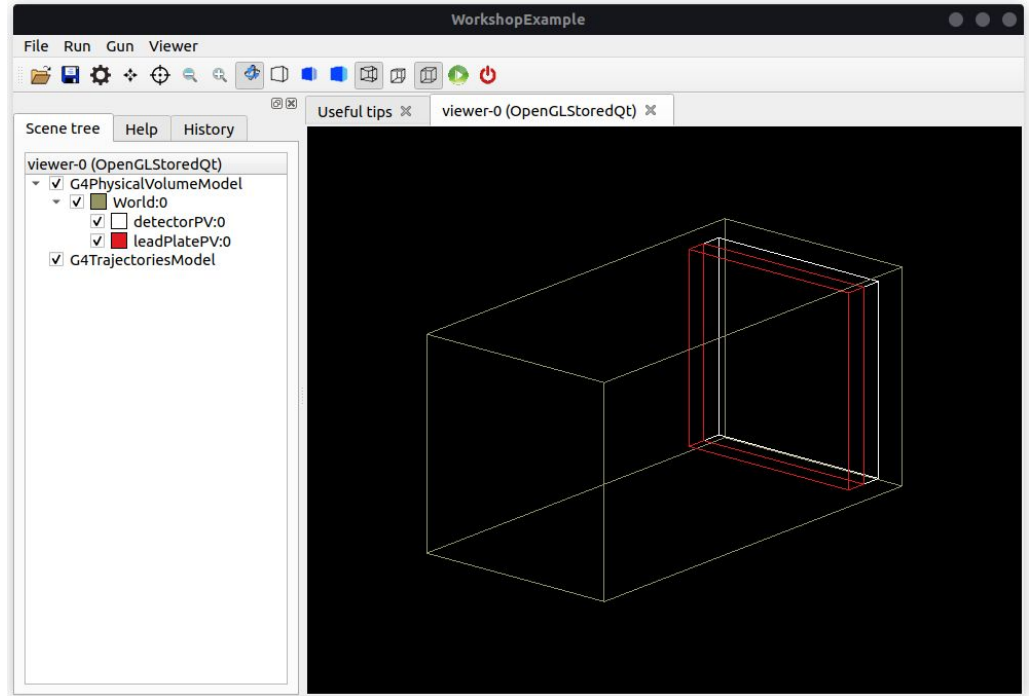 WorkshopExample
File Run Gun Viewer
Useful tips
viewer-0 (OpenGLStoredQt)
Scene tree Help History
viewer-0 (OpenGLStoredQt)
G4PhysicalVolumeModel
World:0
detectorPV:0
leadPlatePV:0
G4TrajectoriesModel